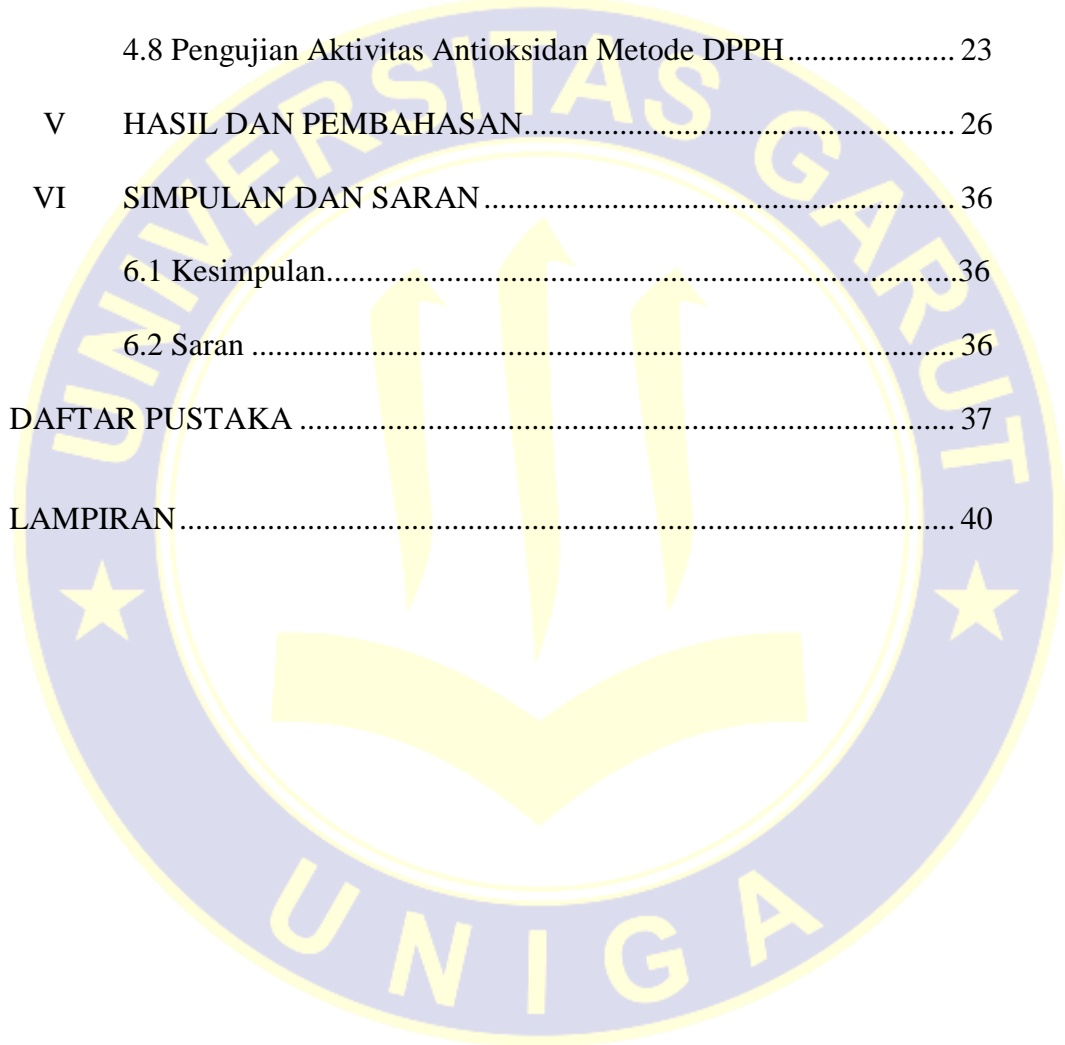 4.8 Pengujian Aktivitas Antioksidan Metode DPPH..................... 23
V HASIL DAN PEMBAHASAN...................................................... 26
VI SIMPULAN DAN SARAN........................................................... 36
6.1 Kesimpulan...............................................................................36
6.2 Saran ........................................................................................ 36
DAFTAR PUSTAKA .................................................................................. 37
LAMPIRAN................................................................................................. 40
UNIVERSITAS GARUT
UNIGA